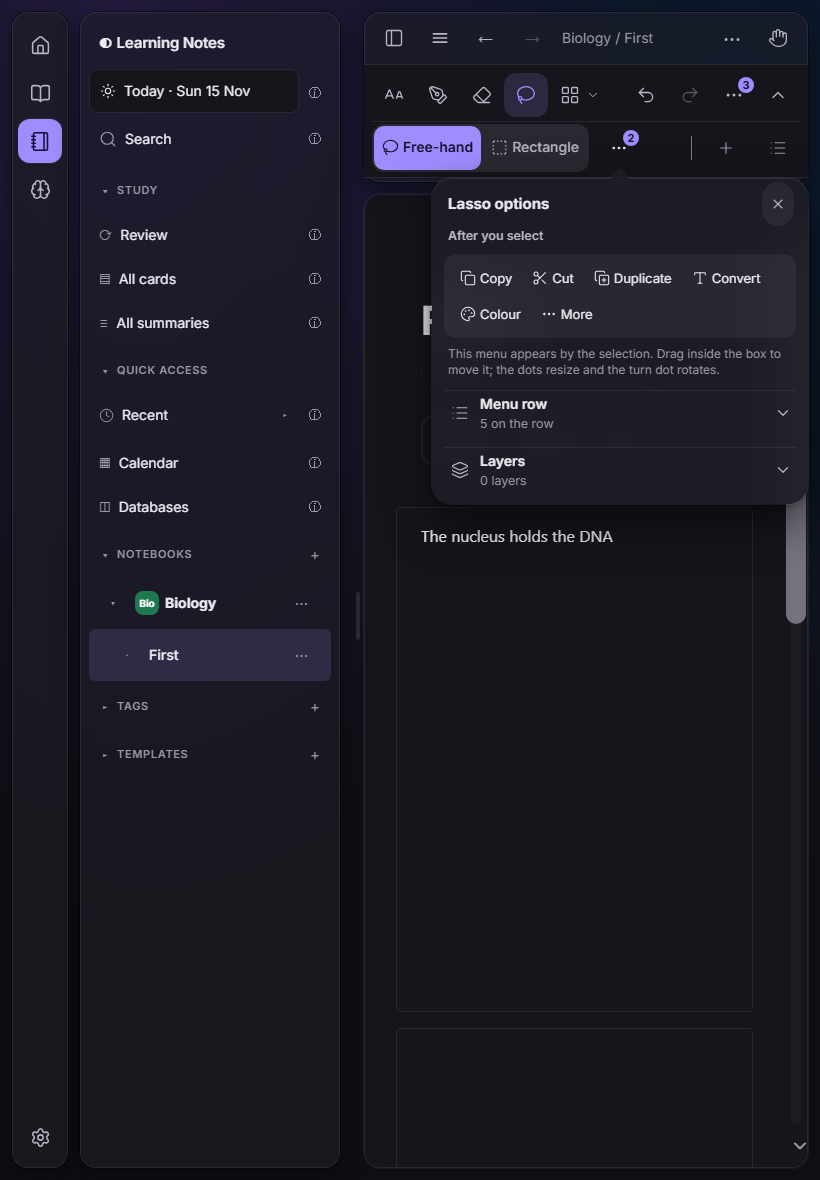 Learning Notes
Today · Sun 15 Nov
Search
STUDY
Review
All cards
All summaries
QUICK ACCESS
Recent
Calendar
Databases
NOTEBOOKS
Bio Biology
First
TAGS
TEMPLATES
Biology / First
AA
3
Free-hand Rectangle
2
Lasso options
After you select
Copy Cut Duplicate Convert
Colour More
This menu appears by the selection. Drag inside the box to
move it; the dots resize and the turn dot rotates.
Menu row
5 on the row
Layers
0 layers
The nucleus holds the DNA